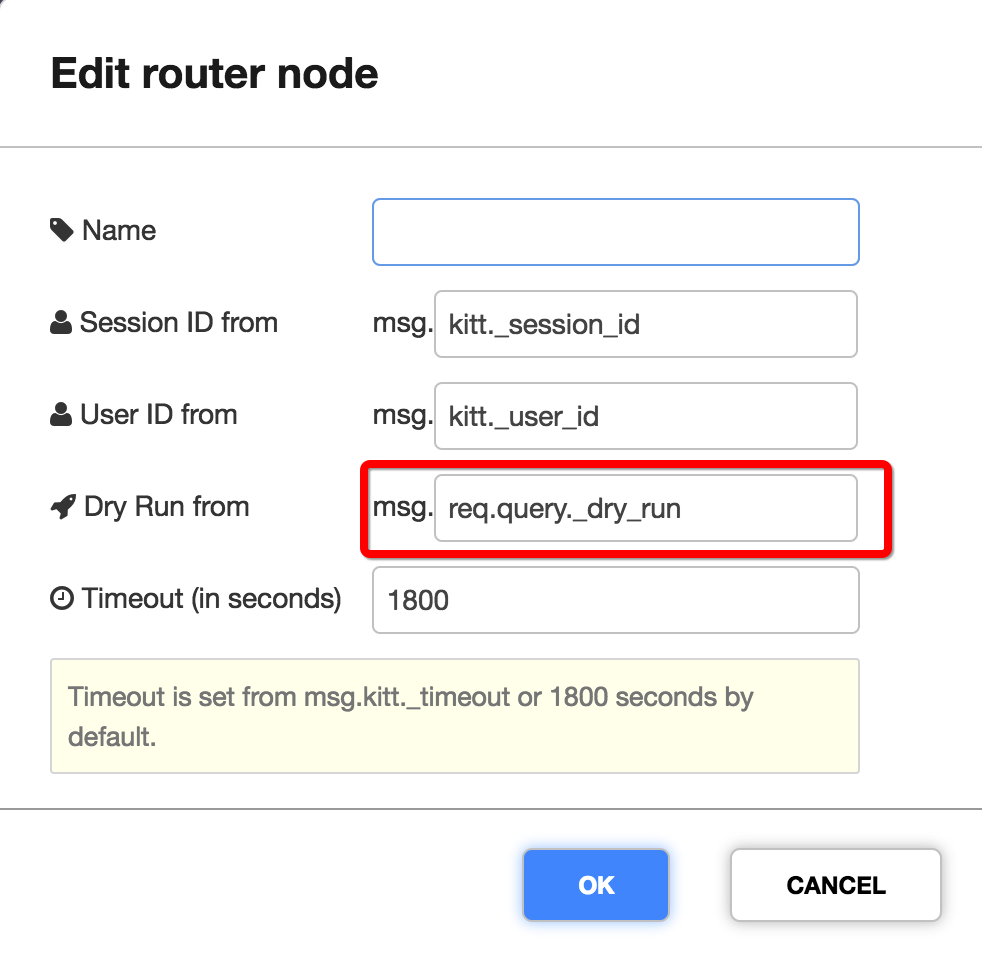 Edit router node
Name
Session ID from msg. kitt._session_id
User ID from msg. kitt._user_id
Dry Run from msg. req.query._dry_run
Timeout (in seconds) 1800
Timeout is set from msg.kitt._timeout or 1800 seconds by
default.
OK CANCEL